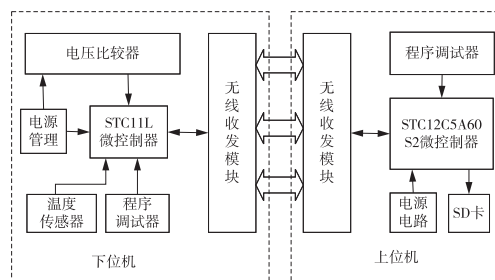 电压比较器
电源
管理
STC11L
微控制器
温度
传感器
程序
调试器
无线收发模块
下位机
无线收发模块
程序调试器
STC12C5A60
S2微控制器
电源
电路
SD卡
上位机